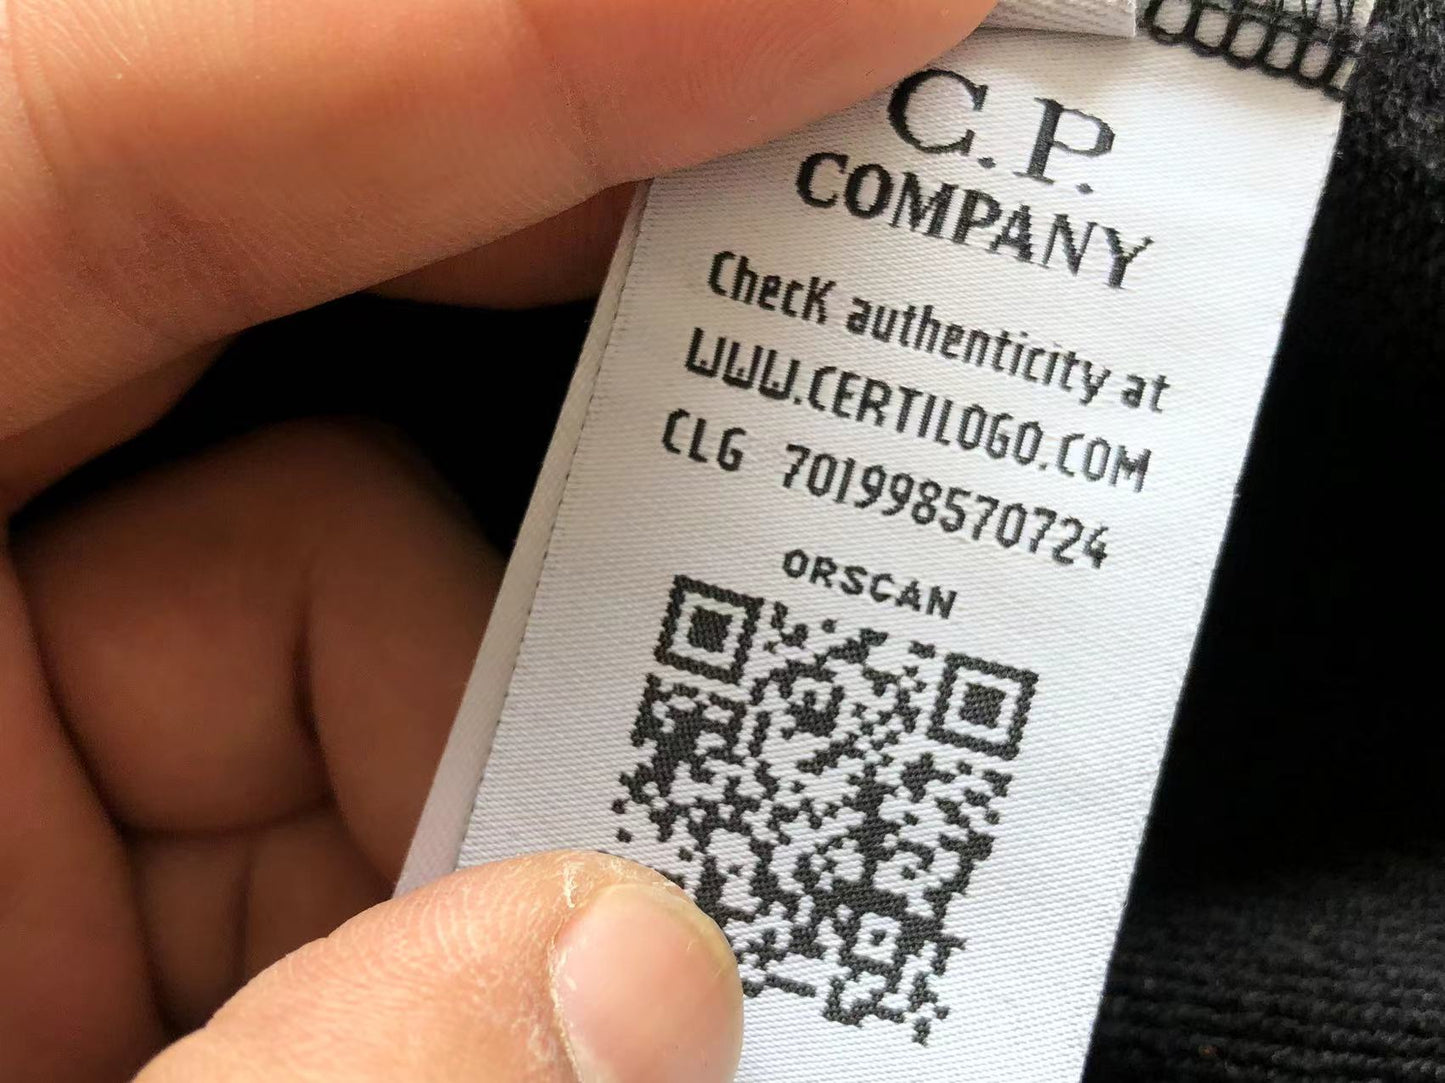 C.P.
COMPANY
ChecK authenticity at
WWW.CERTILOGO.COM
CLG 701998570724
ORSCAN